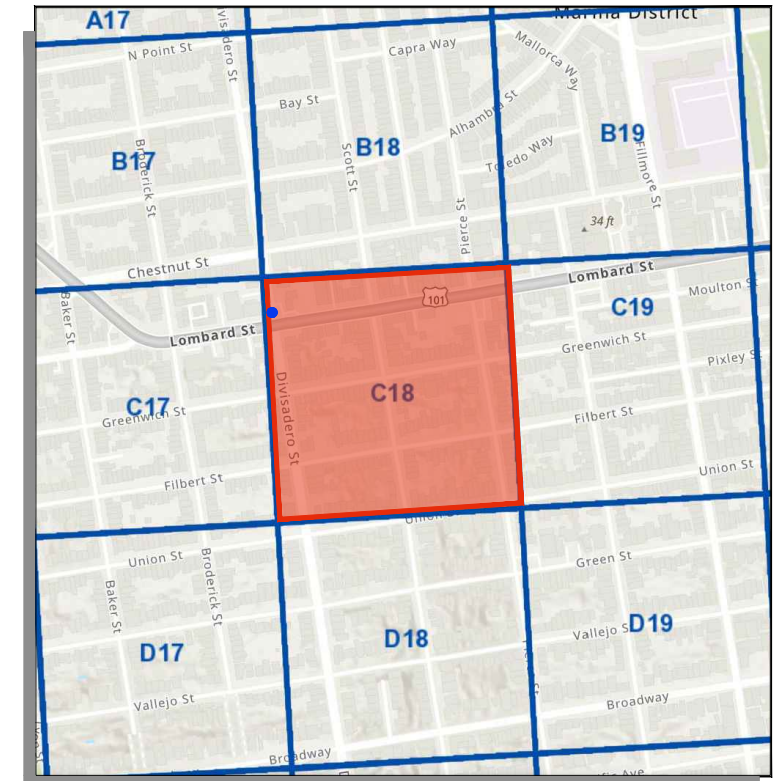 A17
Marina District
N Point St
Capra Way
Mallorca Way
Bay St
Alhambra St
B17
B18
B19
Broderick St
Scott St
Toledo Way
Fillmore St
Pierce St
34 ft
Chestnut St
Lombard St
101
Baker St
Lombard St
Moulton St
C19
Greenwich St
Pixley St
C17
C18
Divisadero St
Greenwich St
Filbert St
Filbert St
Union St
Union St
Union St
Green St
Baker St
Broderick St
Vallejo St
D17
D18
D19
Vallejo St
Broadway
Broadway